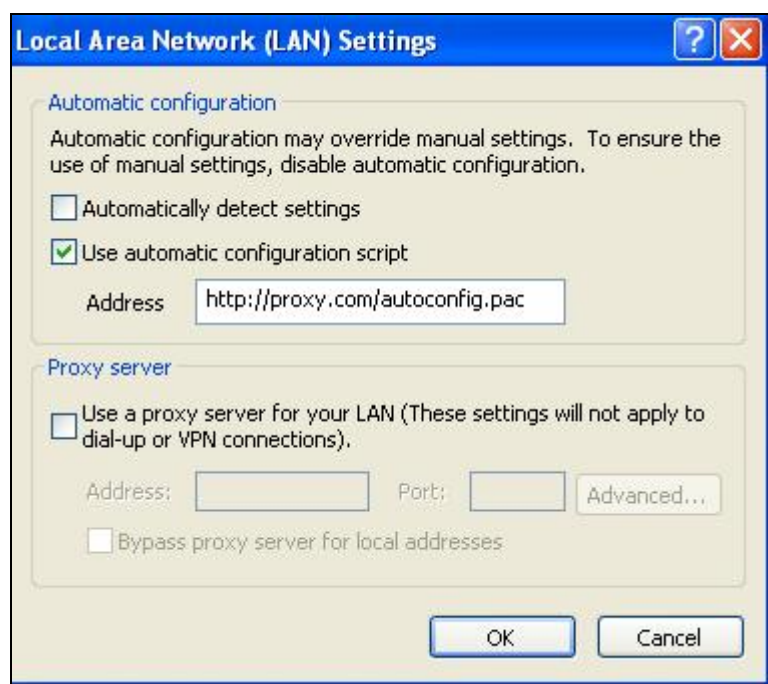 Local Area Network (LAN) Settings
Automatic configuration
Automatic configuration may override manual settings. To ensure the
use of manual settings, disable automatic configuration.
Automatically detect settings
Use automatic configuration script
Address http://proxy.com/autoconfig.pac
Proxy server
Use a proxy server for your LAN (These settings will not apply to
dial-up or VPN connections).
Address: Port: Advanced...
Bypass proxy server for local addresses
OK Cancel